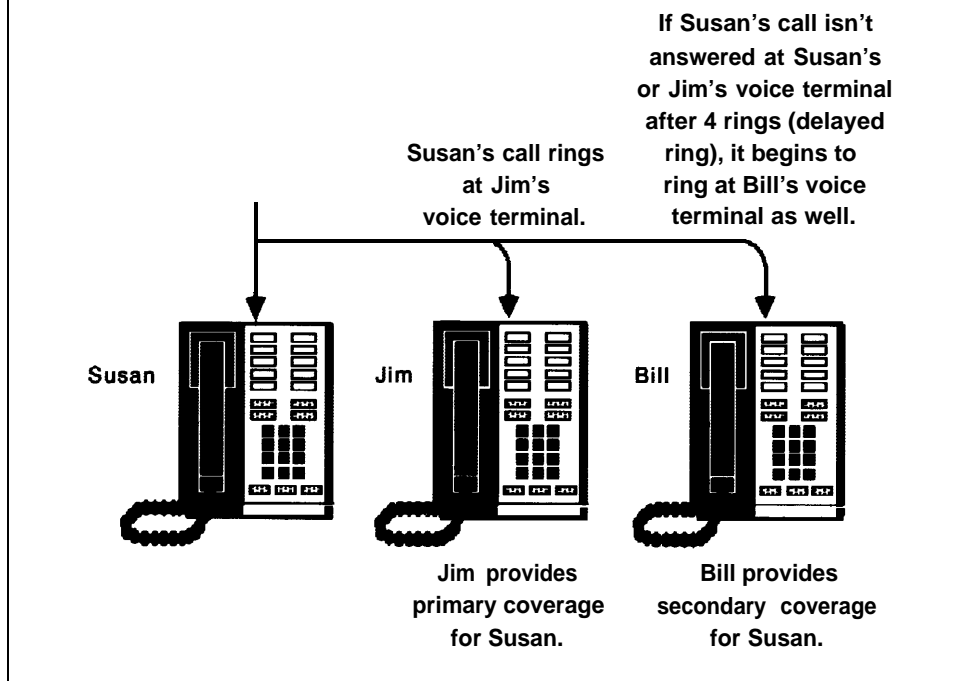 If Susan's call isn't
answered at Susan's
or Jim's voice terminal
after 4 rings (delayed
ring), it begins to
ring at Bill's voice
terminal as well.
Susan's call rings
at Jim's
voice terminal.
Susan
Jim
Bill
Jim provides
primary coverage
for Susan.
Bill provides
secondary coverage
for Susan.